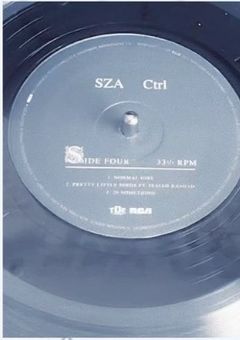 SZA Ctrl
SIDE FOUR 33⅓ RPM
1. NORMAL GIRL
2. PRETTY LITTLE BIRDS FT. ISAIAH RASHAD
3. 20 SOMETHING
TDE RCA